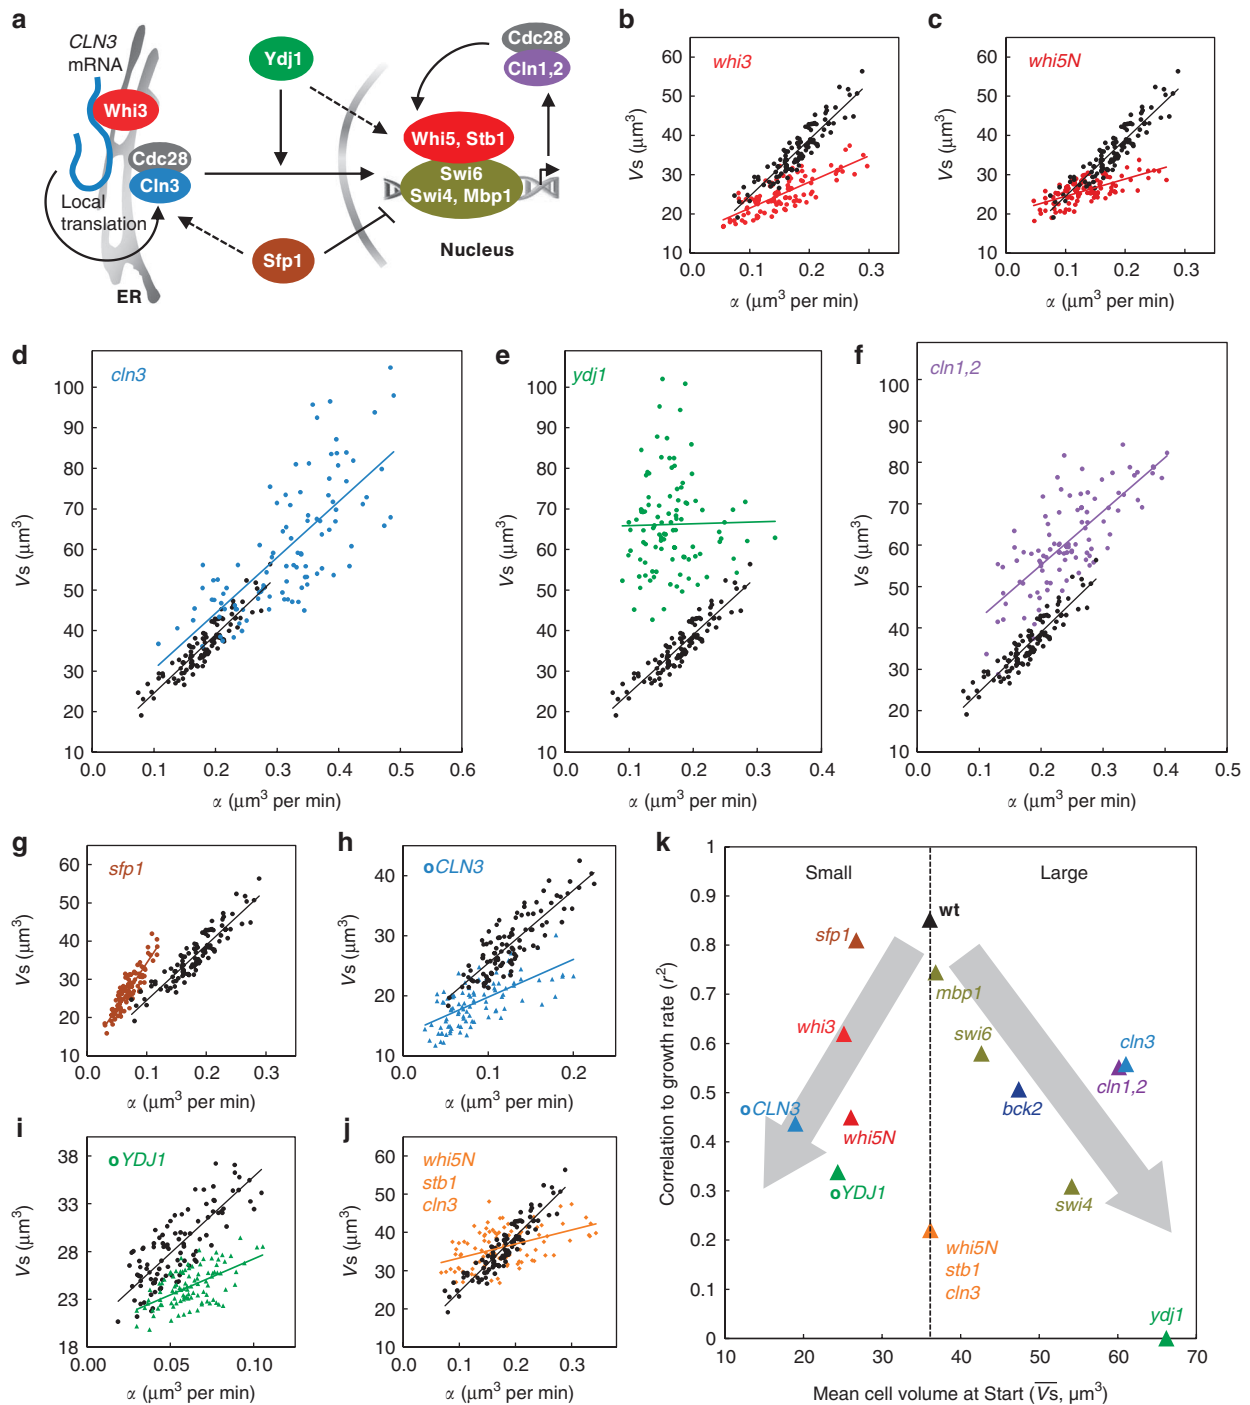 a
CLN3
mRNA
Whi3
Cdc28
Cln3
Local
translation
ER
Ydj1
Sfp1
Cdc28
Cln1,2
Whi5, Stb1
Swi6
Swi4, Mbp1
Nucleus
b
whi3
Vs (μm³)
60
50
40
30
20
10
0.0
0.1
0.2
0.3
α (μm³ per min)
c
whi5N
Vs (μm³)
60
50
40
30
20
10
0.0
0.1
0.2
0.3
α (μm³ per min)
d
cln3
Vs (μm³)
100
90
80
70
60
50
40
30
20
10
0.0
0.1
0.2
0.3
0.4
0.5
0.6
α (μm³ per min)
e
ydj1
Vs (μm³)
100
90
80
70
60
50
40
30
20
10
0.0
0.1
0.2
0.3
0.4
α (μm³ per min)
f
cln1,2
Vs (μm³)
100
90
80
70
60
50
40
30
20
10
0.0
0.1
0.2
0.3
0.4
0.5
α (μm³ per min)
g
sfp1
Vs (μm³)
60
50
40
30
20
10
0.0
0.1
0.2
0.3
α (μm³ per min)
h
oCLN3
Vs (μm³)
40
30
20
10
0.0
0.1
0.2
α (μm³ per min)
i
oYDJ1
Vs (μm³)
38
33
28
23
18
0.00
0.05
0.10
α (μm³ per min)
j
whi5N
stb1
cln3
Vs (μm³)
60
50
40
30
20
10
0.0
0.1
0.2
0.3
α (μm³ per min)
k
Small
Large
wt
sfp1
mbp1
whi3
swi6
cln3
cln1,2
bck2
oCLN3
whi5N
oYDJ1
swi4
whi5N
stb1
cln3
ydj1
Correlation to growth rate (r²)
1
0.9
0.8
0.7
0.6
0.5
0.4
0.3
0.2
0.1
0
10
20
30
40
50
60
70
Mean cell volume at Start (V̅s̅, μm³)